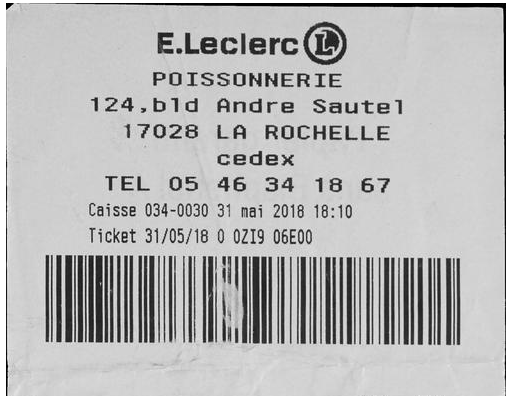 E.Leclerc L
POISSONNERIE
124,bld Andre Sautel
17028 LA ROCHELLE
cedex
TEL 05 46 34 18 67
Caisse 034-0030 31 mai 2018 18:10
Ticket 31/05/18 0 0ZI9 06E00